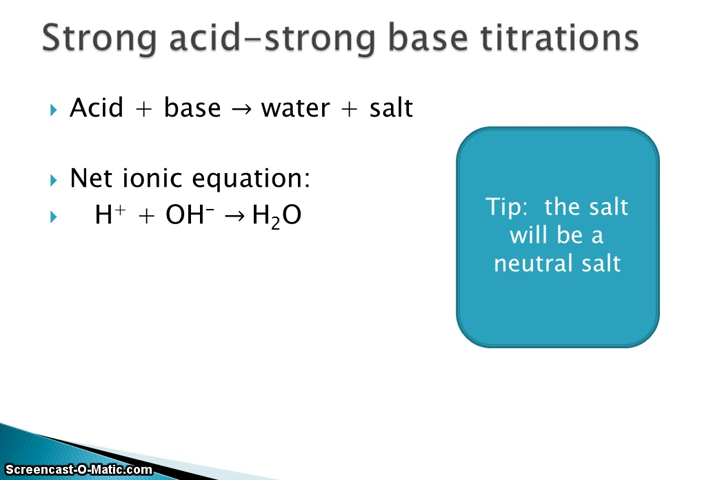 Strong acid–strong base titrations
Acid + base → water + salt
Net ionic equation:
H⁺ + OH⁻ → H₂O
Tip: the salt
will be a
neutral salt
Screencast-O-Matic.com